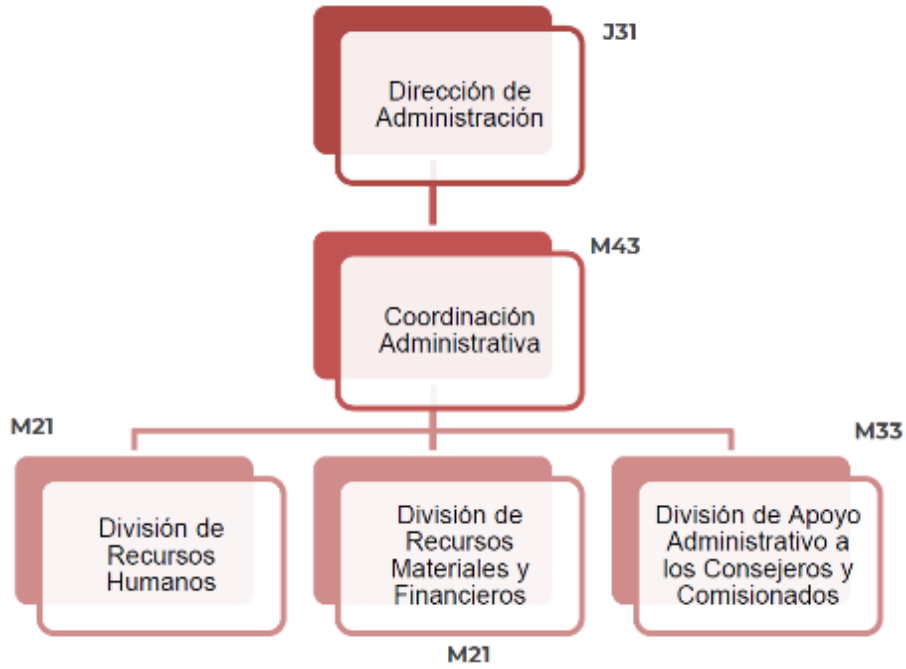 J31
Dirección de
Administración
M43
Coordinación
Administrativa
M21
M33
División de
Recursos
Humanos
División de
Recursos
Materiales y
Financieros
División de Apoyo
Administrativo a
los Consejeros y
Comisionados
M21